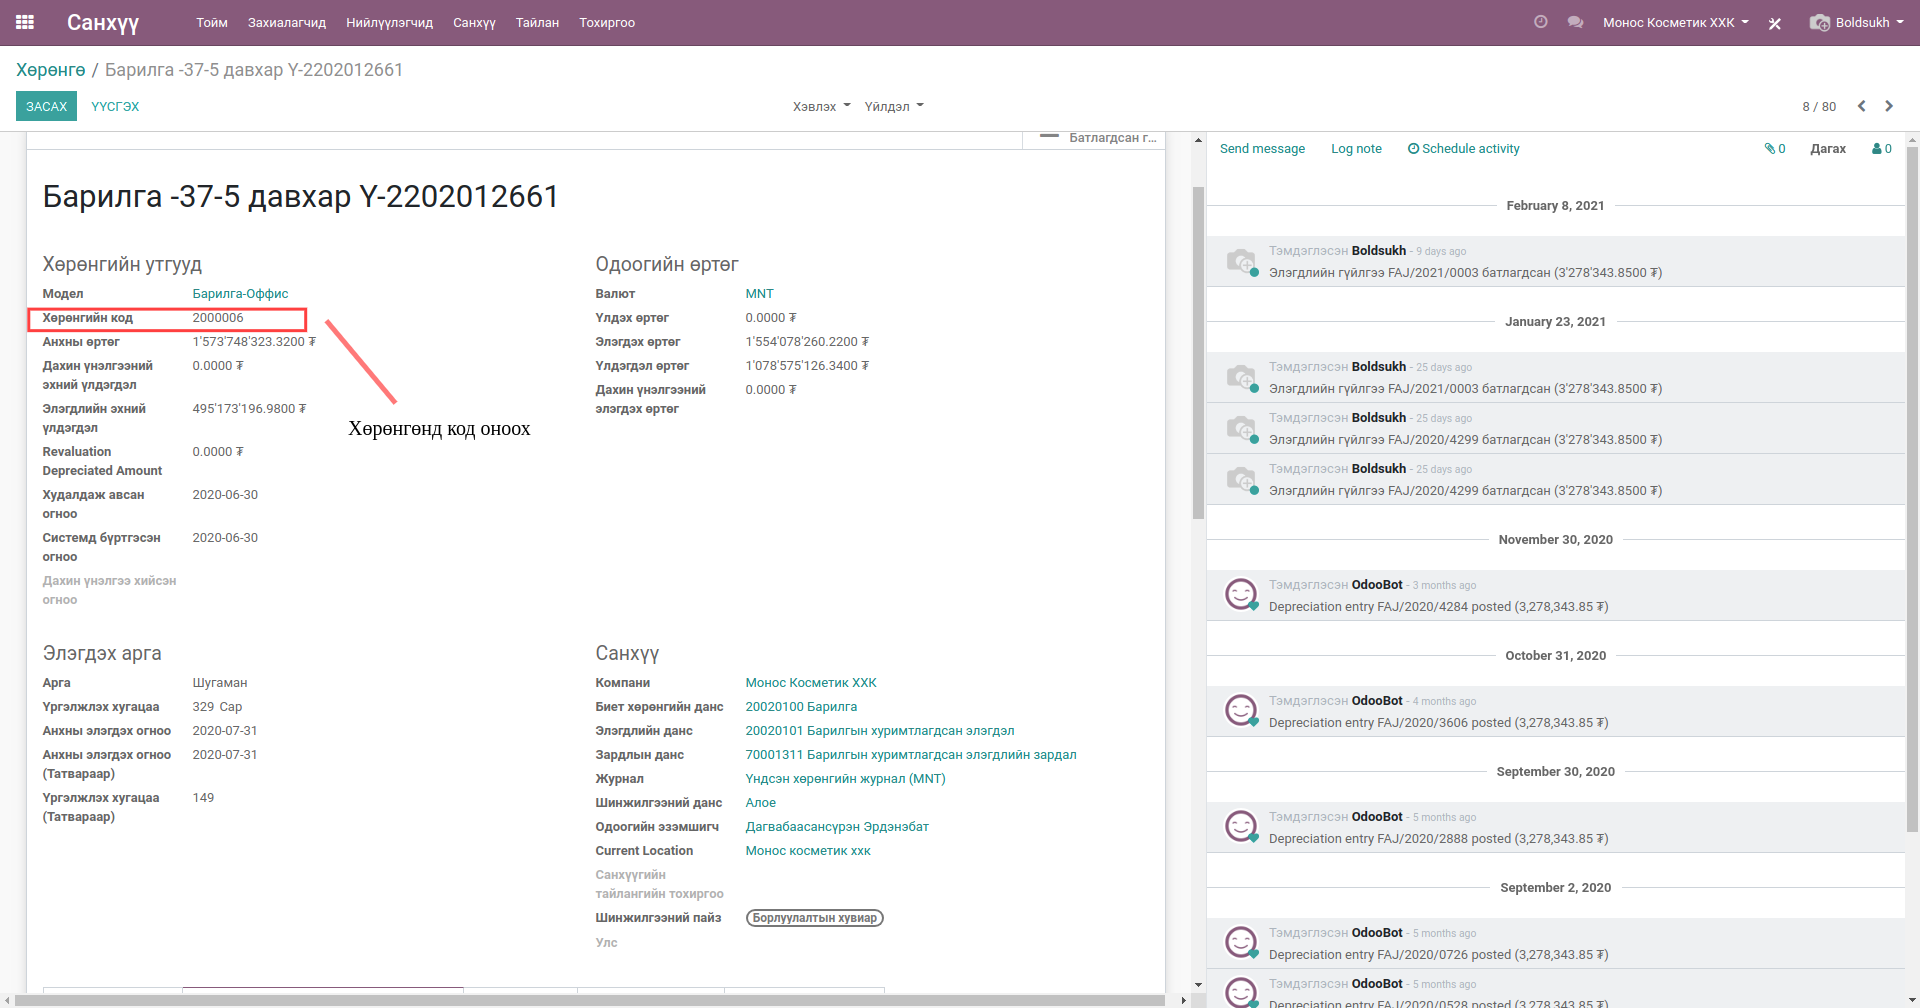 Санхүү Тойм Захиалагчид Нийлүүлэгчид Санхүү Тайлан Тохиргоо Монос Косметик ХХК Boldsukh
Хөрөнгө / Барилга -37-5 давхар Y-2202012661
ЗАСАХ ҮҮСГЭХ Хэвлэх Үйлдэл 8 / 80
Батлагдсан г...
Барилга -37-5 давхар Y-2202012661
Хөрөнгийн утгууд
Модел Барилга-Оффис
Хөрөнгийн код 2000006
Анхны өртөг 1'573'748'323.3200 ₮
Дахин үнэлгээний
эхний үлдэгдэл
0.0000 ₮
Элэгдлийн эхний
үлдэгдэл
495'173'196.9800 ₮
Revaluation
Depreciated Amount
0.0000 ₮
Худалдаж авсан
огноо
2020-06-30
Системд бүртгэсэн
огноо
2020-06-30
Дахин үнэлгээ хийсэн
огноо
Хөрөнгөнд код оноох
Одоогийн өртөг
Валют MNT
Үлдэх өртөг 0.0000 ₮
Элэгдэх өртөг 1'554'078'260.2200 ₮
Үлдэгдэл өртөг 1'078'575'126.3400 ₮
Дахин үнэлгээний
элэгдэх өртөг
0.0000 ₮
Элэгдэх арга
Арга Шугаман
Үргэлжлэх хугацаа 329 Сар
Анхны элэгдэх огноо 2020-07-31
Анхны элэгдэх огноо
(Татвараар)
2020-07-31
Үргэлжлэх хугацаа
(Татвараар)
149
Санхүү
Компани Монос Косметик ХХК
Биет хөрөнгийн данс 20020100 Барилга
Элэгдлийн данс 20020101 Барилгын хуримтлагдсан элэгдэл
Зардлын данс 70001311 Барилгын хуримтлагдсан элэгдлийн зардал
Журнал Үндсэн хөрөнгийн журнал (MNT)
Шинжилгээний данс Алое
Одоогийн эзэмшигч Дагвабаасансүрэн Эрдэнэбат
Current Location Монос косметик ххк
Санхүүгийн
тайлангийн тохиргоо
Шинжилгээний пайз Борлуулалтын хувиар
Улс
Send message Log note Schedule activity 0 Дагах 0
February 8, 2021
Тэмдэглэсэн Boldsukh - 9 days ago
Элэгдлийн гүйлгээ FAJ/2021/0003 батлагдсан (3'278'343.8500 ₮)
January 23, 2021
Тэмдэглэсэн Boldsukh - 25 days ago
Элэгдлийн гүйлгээ FAJ/2021/0003 батлагдсан (3'278'343.8500 ₮)
Тэмдэглэсэн Boldsukh - 25 days ago
Элэгдлийн гүйлгээ FAJ/2020/4299 батлагдсан (3'278'343.8500 ₮)
Тэмдэглэсэн Boldsukh - 25 days ago
Элэгдлийн гүйлгээ FAJ/2020/4299 батлагдсан (3'278'343.8500 ₮)
November 30, 2020
Тэмдэглэсэн OdooBot - 3 months ago
Depreciation entry FAJ/2020/4284 posted (3,278,343.85 ₮)
October 31, 2020
Тэмдэглэсэн OdooBot - 4 months ago
Depreciation entry FAJ/2020/3606 posted (3,278,343.85 ₮)
September 30, 2020
Тэмдэглэсэн OdooBot - 5 months ago
Depreciation entry FAJ/2020/2888 posted (3,278,343.85 ₮)
September 2, 2020
Тэмдэглэсэн OdooBot - 5 months ago
Depreciation entry FAJ/2020/0726 posted (3,278,343.85 ₮)
Тэмдэглэсэн OdooBot - 5 months ago
Depreciation entry FAJ/2020/0528 posted (3,278,343.85 ₮)